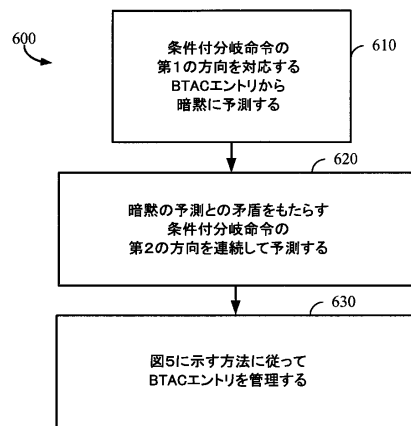 600
610
条件付分岐命令の
第1の方向を対応する
BTACエントリから
暗黙に予測する
620
暗黙の予測との矛盾をもたらす
条件付分岐命令の
第2の方向を連続して予測する
630
図5に示す方法に従って
BTACエントリを管理する